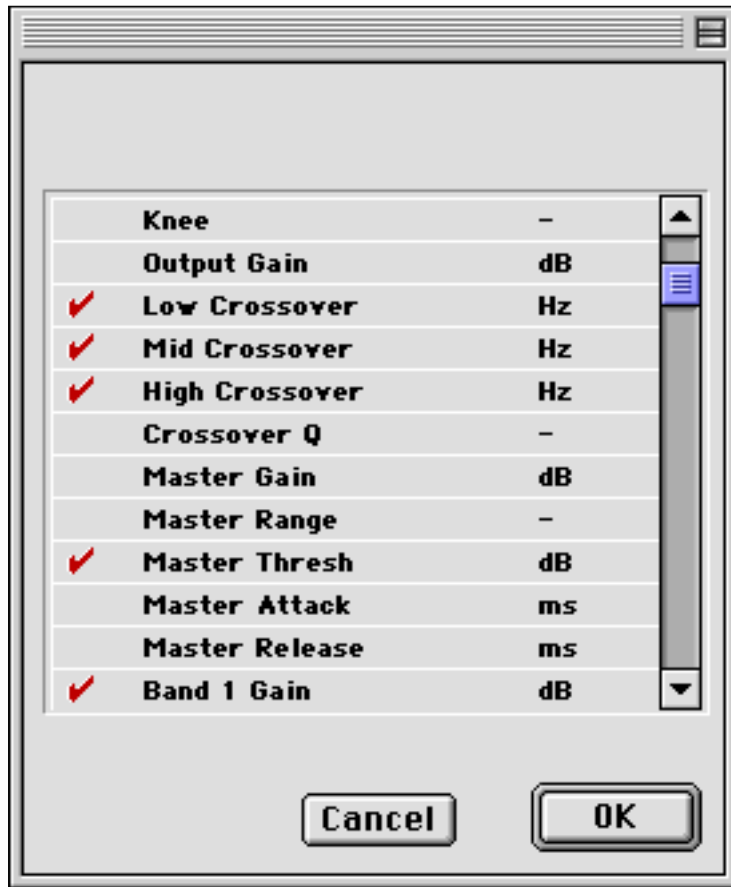 Knee -
Output Gain dB
Low Crossover Hz
Mid Crossover Hz
High Crossover Hz
Crossover Q -
Master Gain dB
Master Range -
Master Thresh dB
Master Attack ms
Master Release ms
Band 1 Gain dB
Cancel OK